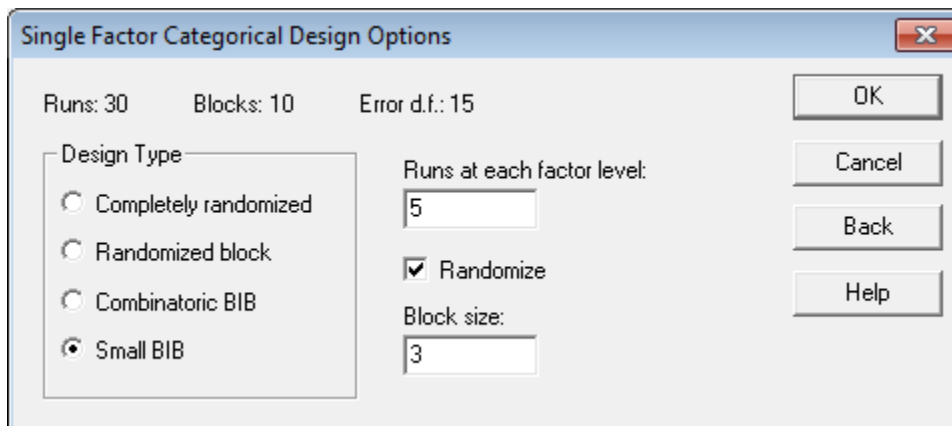 Single Factor Categorical Design Options
Runs: 30 Blocks: 10 Error d.f.: 15
Design Type
Completely randomized
Randomized block
Combinatoric BIB
Small BIB
Runs at each factor level:
5
Randomize
Block size:
3
OK
Cancel
Back
Help